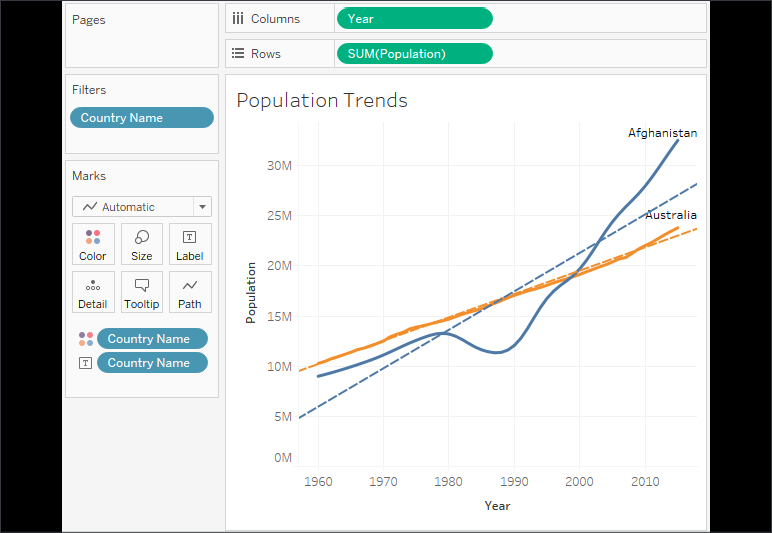 Pages
Columns
Year
Rows
SUM(Population)
Filters
Country Name
Marks
Automatic
Color
Size
T
Label
Detail
Tooltip
Path
Country Name
T
Country Name
Population Trends
Afghanistan
Australia
30M
25M
20M
15M
10M
5M
0M
Population
1960
1970
1980
1990
2000
2010
Year